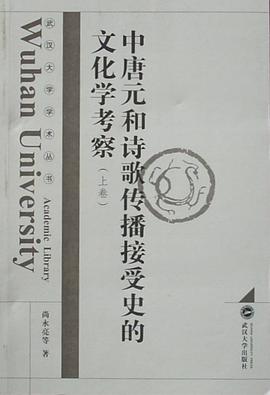 武汉大学学术丛书
Academic Library
Wuhan University
中唐元和诗歌传播接受史的
文化学考察(上卷)
尚永亮等 著
武汉大学出版社